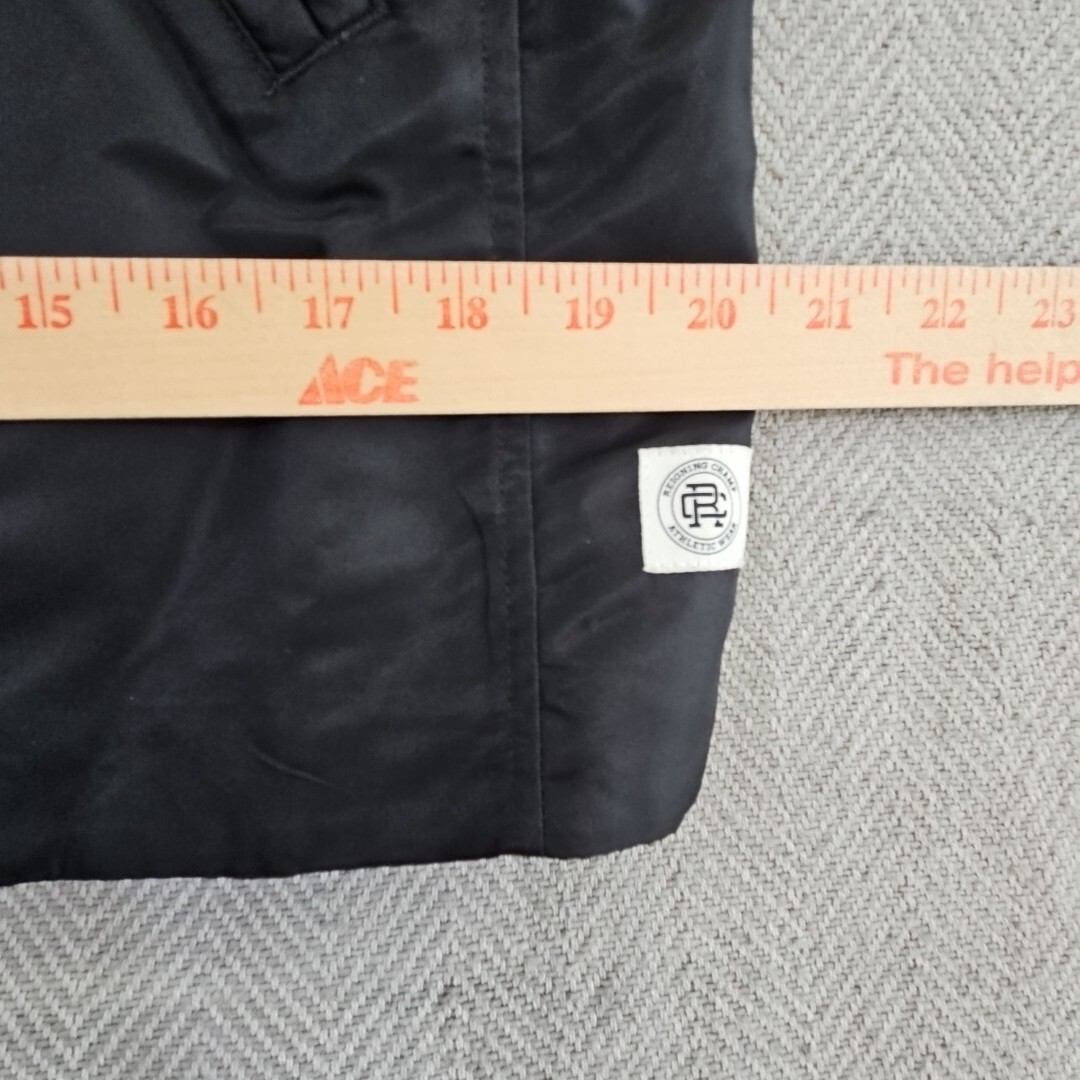 15 16 17 18 19 20 21 22 23
ACE
The help
REIGNING CHAMP
RC
ATHLETIC WEAR